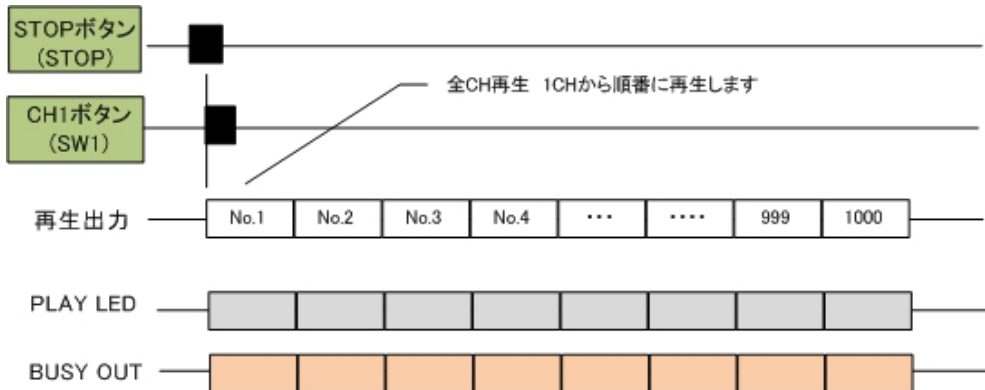 STOPボタン
(STOP)
全CH再生 1CHから順番に再生します
CH1ボタン
(SW1)
再生出力 No.1 No.2 No.3 No.4 ・・・ ・・・・ 999 1000
PLAY LED
BUSY OUT